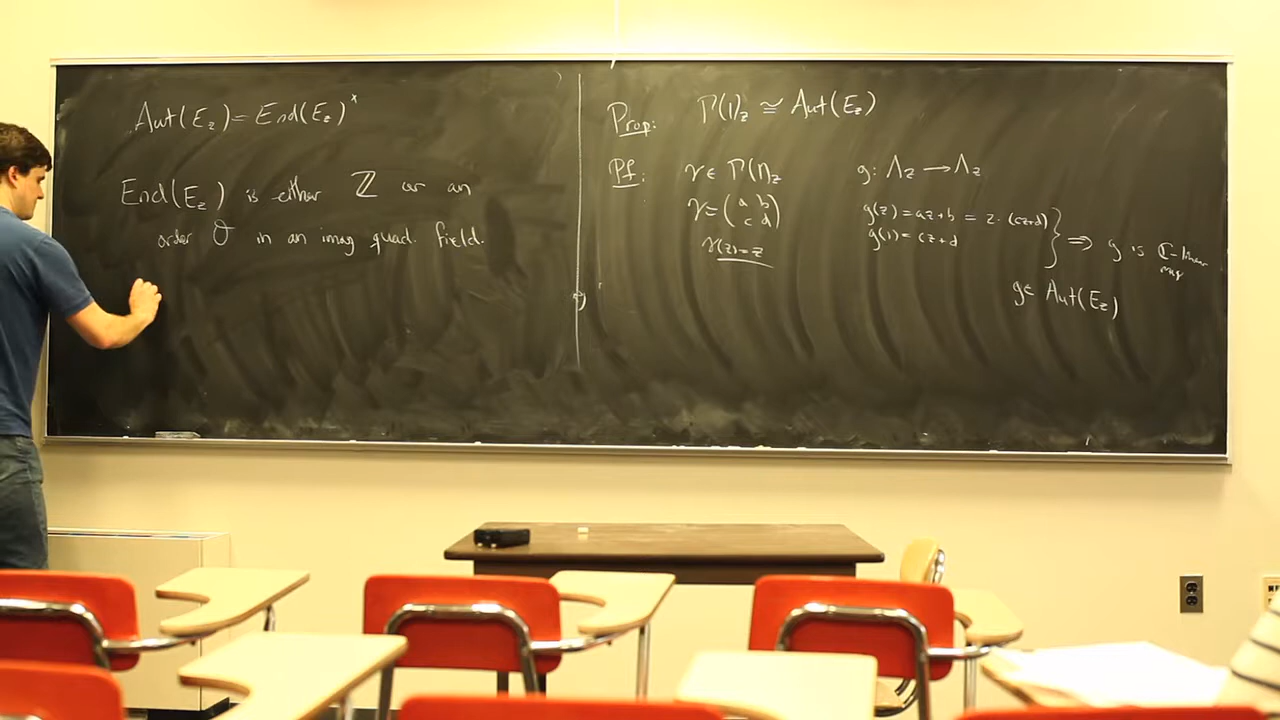 Aut(E_z) = End(E_z)^×
End(E_z) is either ℤ or an
order 𝒪 in an imag quad. field.
Prop: Γ(1)_z ≅ Aut(E_z)
Pf: γ ∈ Γ(1)_z g: Λ_z → Λ_z
γ = (a b
c d)
γ(z) = z
g(z) = az+b = z·(cz+d)
g(1) = cz+d
} ⇒ g is ℂ-linear
map
g ∈ Aut(E_z)